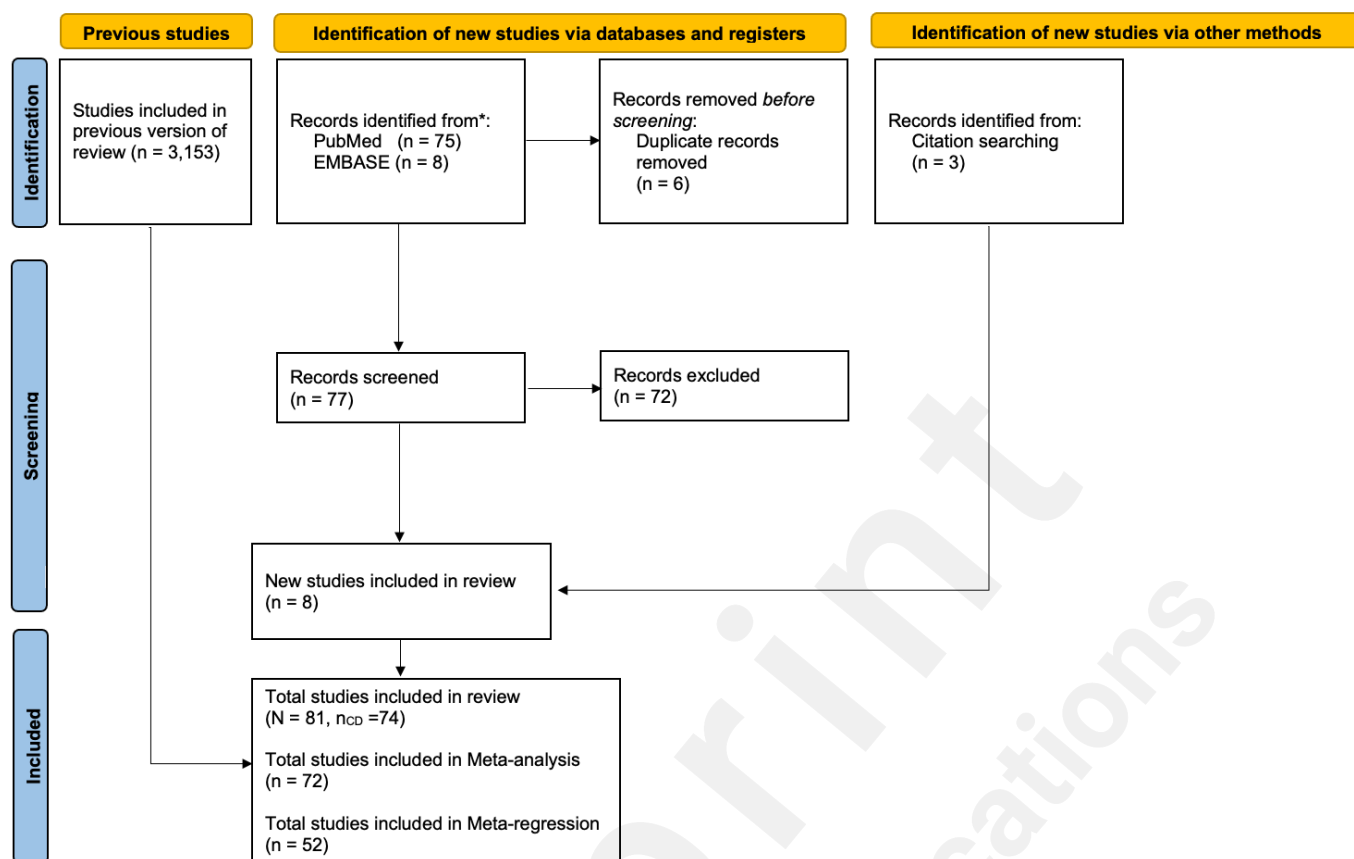 Previous studies
Identification of new studies via databases and registers
Identification of new studies via other methods
Identification
Studies included in
previous version of
review (n = 3,153)
Records identified from*:
PubMed (n = 75)
EMBASE (n = 8)
Records removed before
screening:
Duplicate records
removed
(n = 6)
Records identified from:
Citation searching
(n = 3)
Screening
Records screened
(n = 77)
Records excluded
(n = 72)
New studies included in review
(n = 8)
Included
Total studies included in review
(N = 81, nCD =74)
Total studies included in Meta-analysis
(n = 72)
Total studies included in Meta-regression
(n = 52)
rint
cations